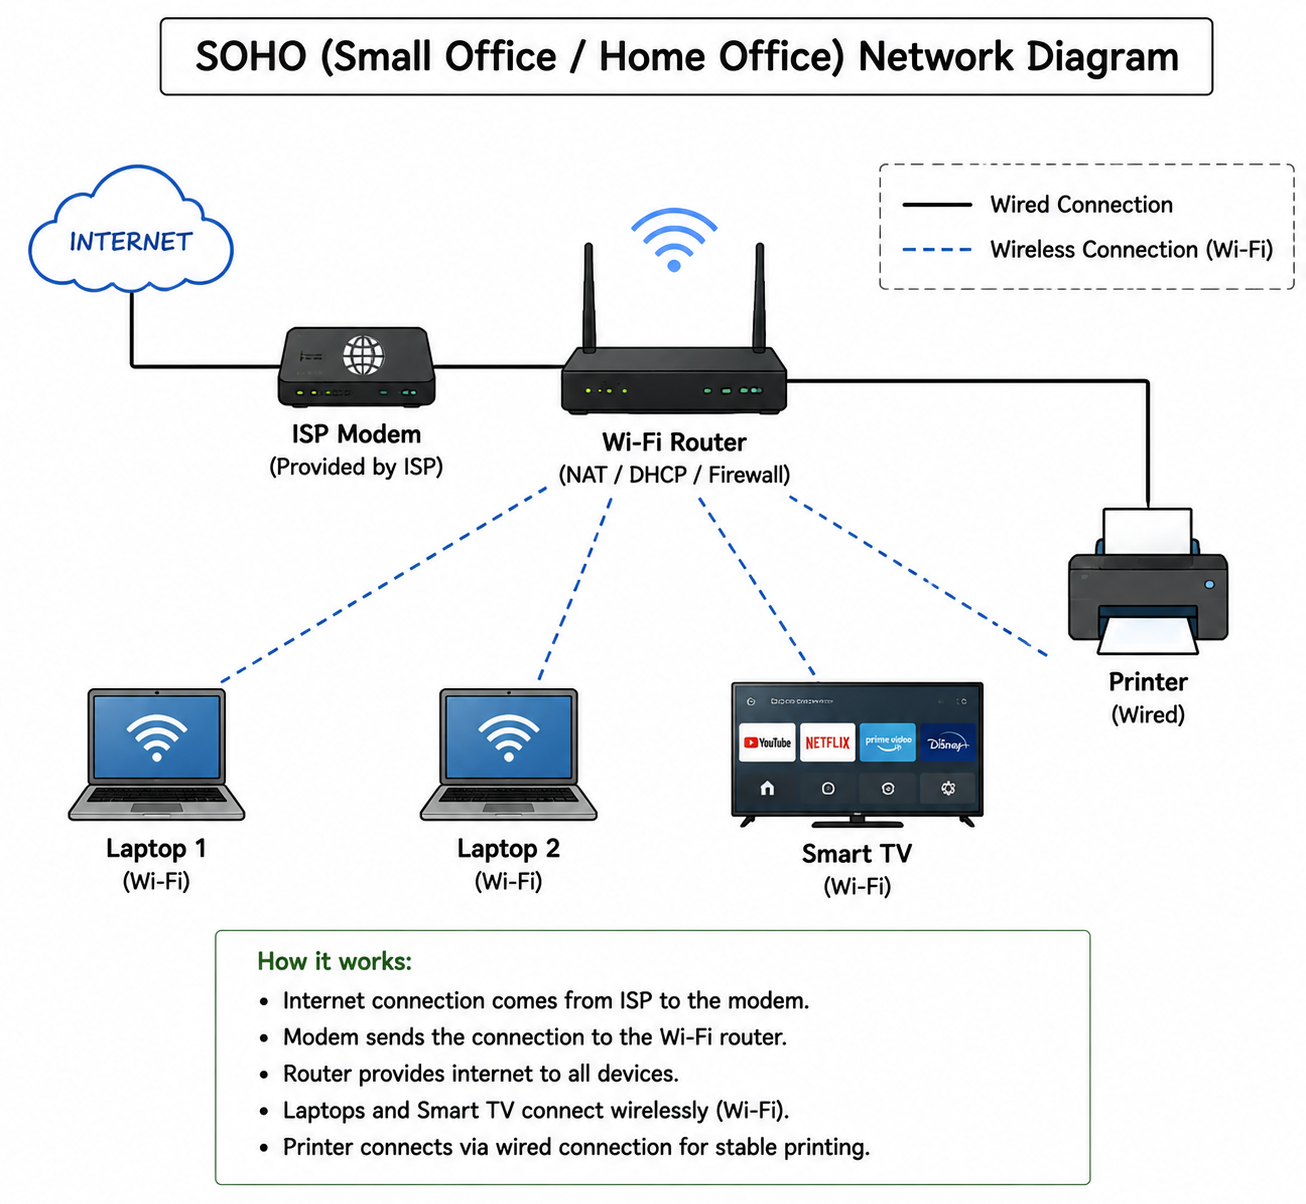 SOHO (Small Office / Home Office) Network Diagram
INTERNET
Wired Connection
Wireless Connection (Wi-Fi)
ISP Modem
(Provided by ISP)
Wi-Fi Router
(NAT / DHCP / Firewall)
Printer
(Wired)
YouTube
NETFLIX
prime video
Disney+
Laptop 1
(Wi-Fi)
Laptop 2
(Wi-Fi)
Smart TV
(Wi-Fi)
How it works:
• Internet connection comes from ISP to the modem.
• Modem sends the connection to the Wi-Fi router.
• Router provides internet to all devices.
• Laptops and Smart TV connect wirelessly (Wi-Fi).
• Printer connects via wired connection for stable printing.